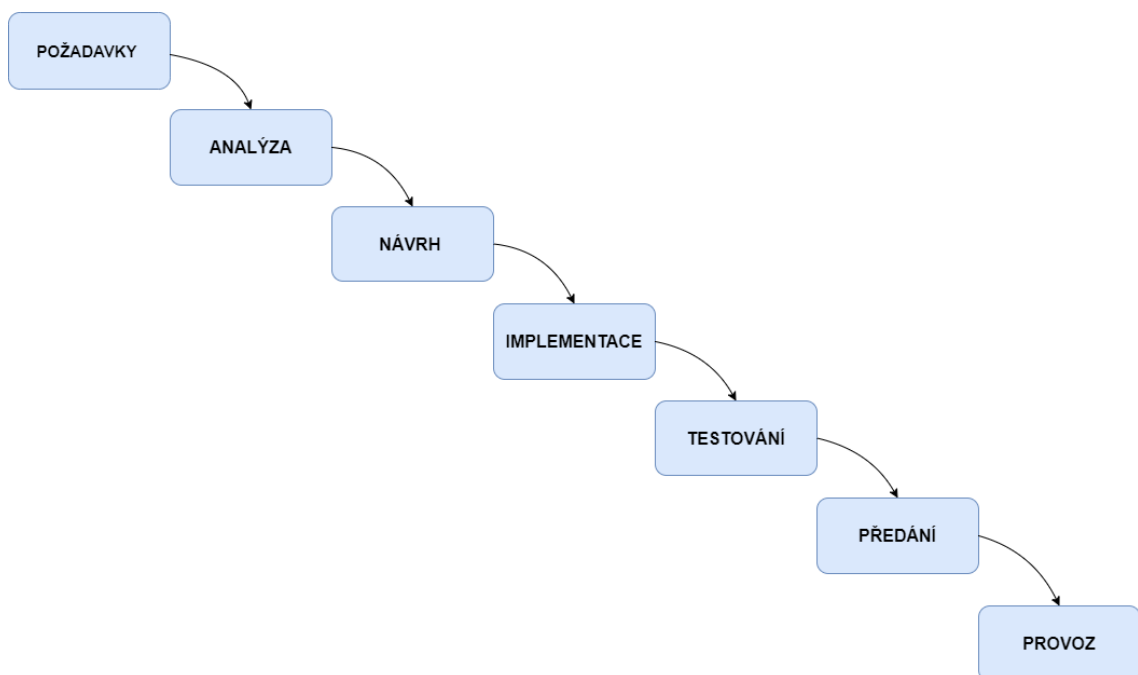 POŽADAVKY
ANALÝZA
NÁVRH
IMPLEMENTACE
TESTOVÁNÍ
PŘEDÁNÍ
PROVOZ